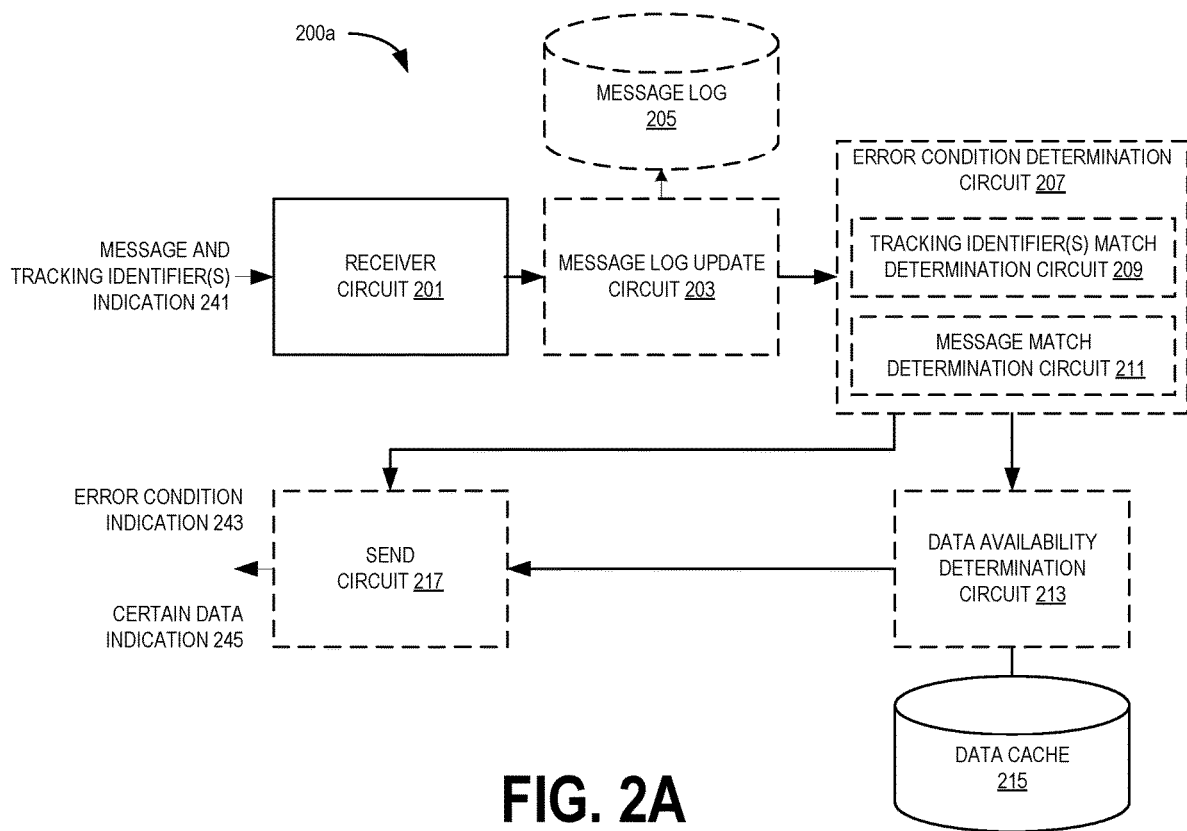 200a
MESSAGE LOG
205
ERROR CONDITION DETERMINATION
CIRCUIT 207
TRACKING IDENTIFIER(S) MATCH
DETERMINATION CIRCUIT 209
MESSAGE MATCH
DETERMINATION CIRCUIT 211
MESSAGE AND
TRACKING IDENTIFIER(S)
INDICATION 241
RECEIVER
CIRCUIT 201
MESSAGE LOG UPDATE
CIRCUIT 203
ERROR CONDITION
INDICATION 243
CERTAIN DATA
INDICATION 245
SEND
CIRCUIT 217
DATA AVAILABILITY
DETERMINATION
CIRCUIT 213
DATA CACHE
215
FIG. 2A